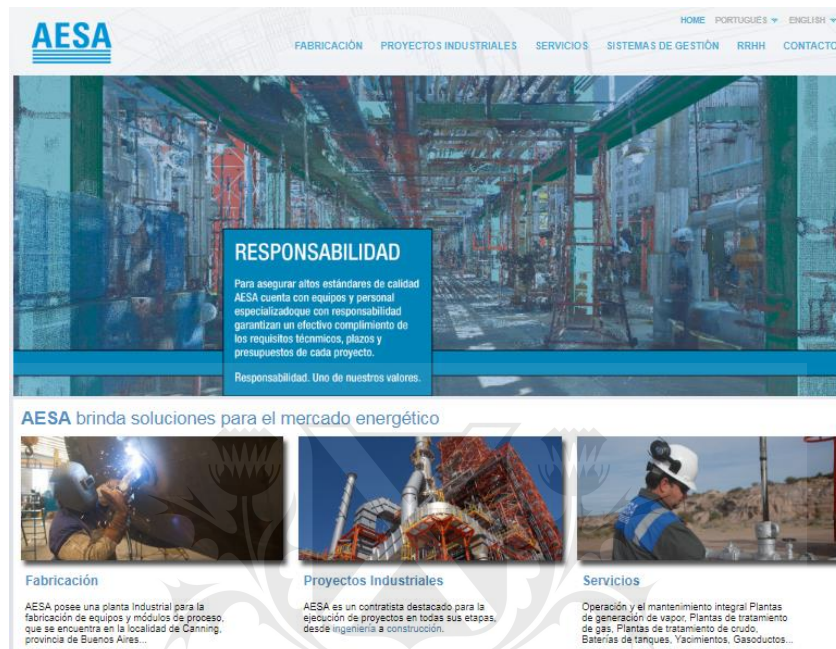 HOME PORTUGUÉS ENGLISH
AESA
FABRICACIÓN PROYECTOS INDUSTRIALES SERVICIOS SISTEMAS DE GESTIÓN RRHH CONTACTO
RESPONSABILIDAD
Para asegurar altos estándares de calidad
AESA cuenta con equipos y personal
especializadoque con responsabilidad
garantizan un efectivo complimiento de
los requisitos técnmicos, plazos y
presupuestos de cada proyecto.
Responsabilidad. Uno de nuestros valores.
AESA brinda soluciones para el mercado energético
Fabricación
AESA posee una planta Industrial para la
fabricación de equipos y módulos de proceso,
que se encuentra en la localidad de Canning,
provincia de Buenos Aires...
Proyectos Industriales
AESA es un contratista destacado para la
ejecución de proyectos en todas sus etapas,
desde ingeniería a construcción.
Servicios
Operación y el mantenimiento integral Plantas
de generación de vapor, Plantas de tratamiento
de gas, Plantas de tratamiento de crudo,
Baterías de tanques, Yacimientos, Gasoductos...